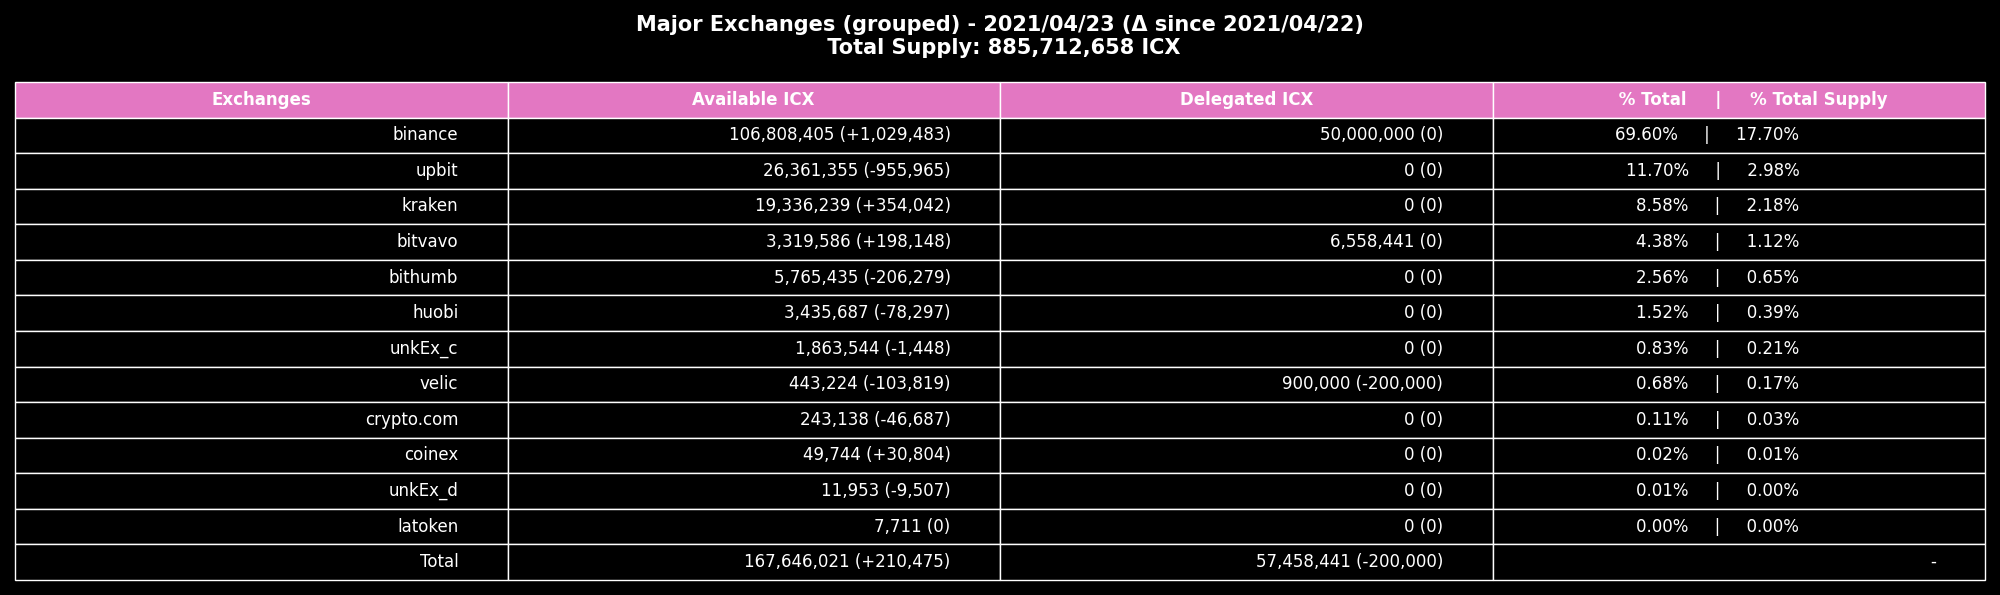 Major Exchanges (grouped) - 2021/04/23 (Δ since 2021/04/22)
Total Supply: 885,712,658 ICX
Exchanges Available ICX Delegated ICX % Total | % Total Supply
binance 106,808,405 (+1,029,483) 50,000,000 (0) 69.60% | 17.70%
upbit 26,361,355 (-955,965) 0 (0) 11.70% | 2.98%
kraken 19,336,239 (+354,042) 0 (0) 8.58% | 2.18%
bitvavo 3,319,586 (+198,148) 6,558,441 (0) 4.38% | 1.12%
bithumb 5,765,435 (-206,279) 0 (0) 2.56% | 0.65%
huobi 3,435,687 (-78,297) 0 (0) 1.52% | 0.39%
unkEx_c 1,863,544 (-1,448) 0 (0) 0.83% | 0.21%
velic 443,224 (-103,819) 900,000 (-200,000) 0.68% | 0.17%
crypto.com 243,138 (-46,687) 0 (0) 0.11% | 0.03%
coinex 49,744 (+30,804) 0 (0) 0.02% | 0.01%
unkEx_d 11,953 (-9,507) 0 (0) 0.01% | 0.00%
latoken 7,711 (0) 0 (0) 0.00% | 0.00%
Total 167,646,021 (+210,475) 57,458,441 (-200,000) -